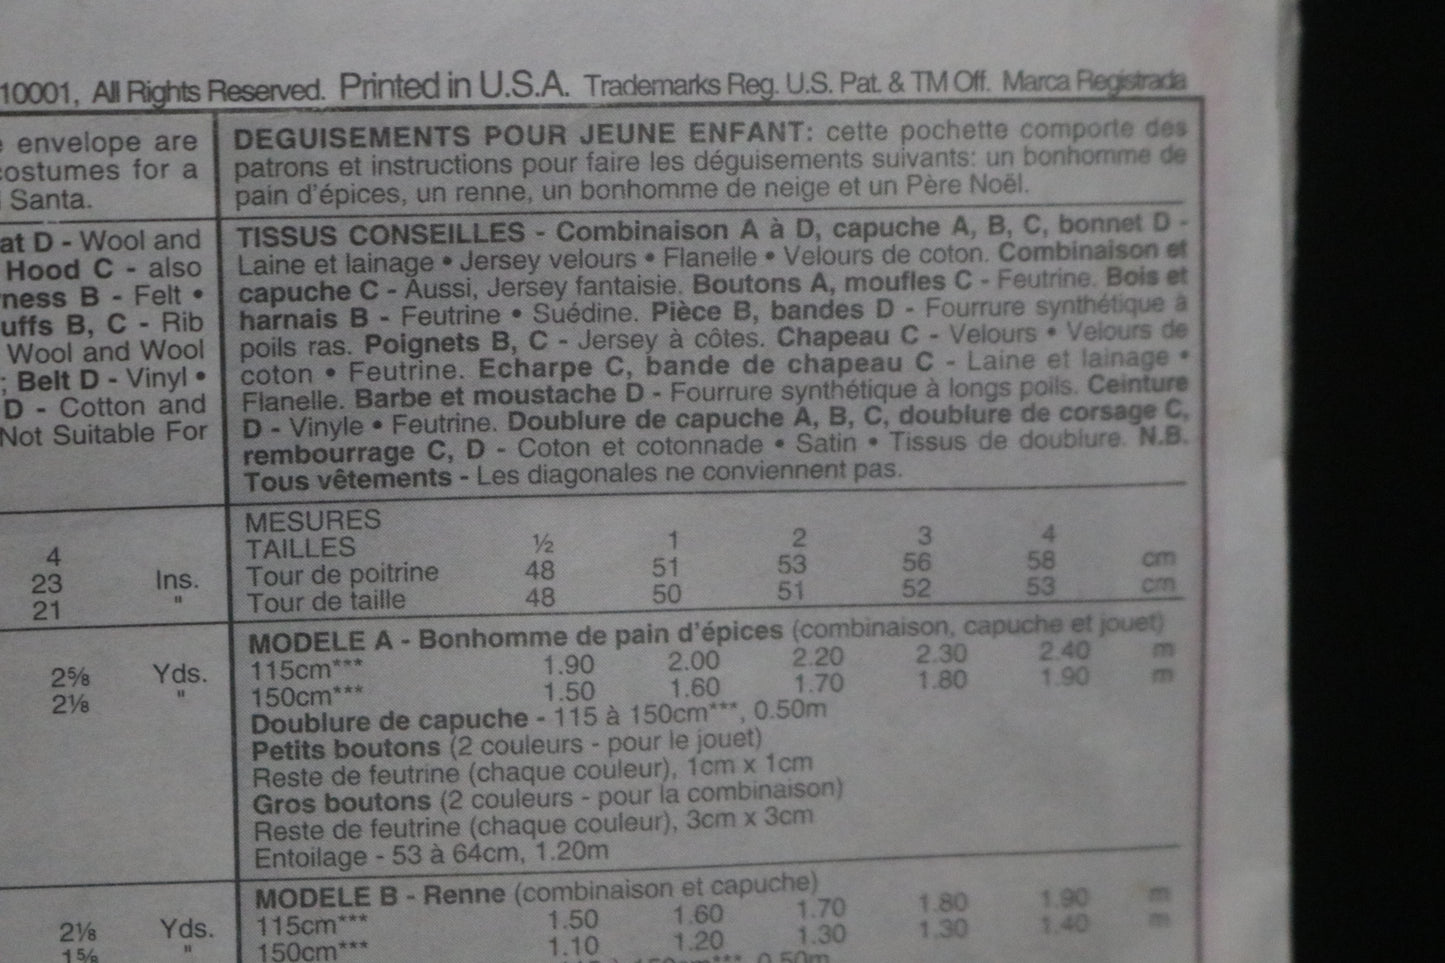 10001, All Rights Reserved. Printed in U.S.A. Trademarks Reg. U.S. Pat. & TM Off. Marca Registrada
envelope are
costumes for a
Santa.
at D - Wool and
Hood C - also
ness B - Felt •
uffs B, C - Rib
Wool and Wool
; Belt D - Vinyl •
D - Cotton and
Not Suitable For
4
23 Ins.
21 "
2⅝ Yds.
2⅛ "
2⅛ Yds.
1⅝ "
DEGUISEMENTS POUR JEUNE ENFANT: cette pochette comporte des
patrons et instructions pour faire les déguisements suivants: un bonhomme de
pain d'épices, un renne, un bonhomme de neige et un Père Noël.
TISSUS CONSEILLES - Combinaison A à D, capuche A, B, C, bonnet D -
Laine et lainage • Jersey velours • Flanelle • Velours de coton. Combinaison et
capuche C - Aussi, Jersey fantaisie. Boutons A, moufles C - Feutrine. Bois et
harnais B - Feutrine • Suédine. Pièce B, bandes D - Fourrure synthétique à
poils ras. Poignets B, C - Jersey à côtes. Chapeau C - Velours • Velours de
coton • Feutrine. Echarpe C, bande de chapeau C - Laine et lainage •
Flanelle. Barbe et moustache D - Fourrure synthétique à longs poils. Ceinture
D - Vinyle • Feutrine. Doublure de capuche A, B, C, doublure de corsage C,
rembourrage C, D - Coton et cotonnade • Satin • Tissus de doublure. N.B.
Tous vêtements - Les diagonales ne conviennent pas.
MESURES
TAILLES ½ 1 2 3 4
Tour de poitrine 48 51 53 56 58 cm
Tour de taille 48 50 51 52 53 cm
MODELE A - Bonhomme de pain d'épices (combinaison, capuche et jouet)
115cm*** 1.90 2.00 2.20 2.30 2.40 m
150cm*** 1.50 1.60 1.70 1.80 1.90 m
Doublure de capuche - 115 à 150cm***, 0.50m
Petits boutons (2 couleurs - pour le jouet)
Reste de feutrine (chaque couleur), 1cm x 1cm
Gros boutons (2 couleurs - pour la combinaison)
Reste de feutrine (chaque couleur), 3cm x 3cm
Entoilage - 53 à 64cm, 1.20m
MODELE B - Renne (combinaison et capuche)
115cm*** 1.50 1.60 1.70 1.80 1.90 m
150cm*** 1.10 1.20 1.30 1.30 1.40 m
0.50m